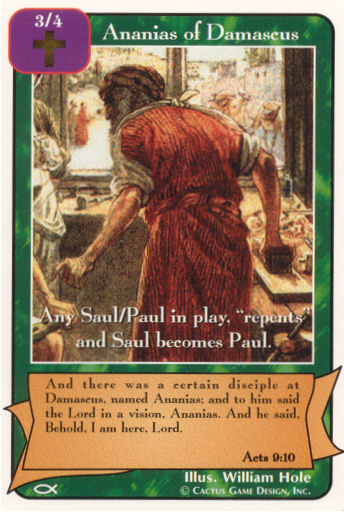 3/4
Ananias of Damascus
Any Saul/Paul in play, "repents"
and Saul becomes Paul.
And there was a certain disciple at
Damascus, named Ananias; and to him said
the Lord in a vision, Ananias. And he said,
Behold, I am here, Lord.
Acts 9:10
Illus. William Hole
© Cactus Game Design, Inc.